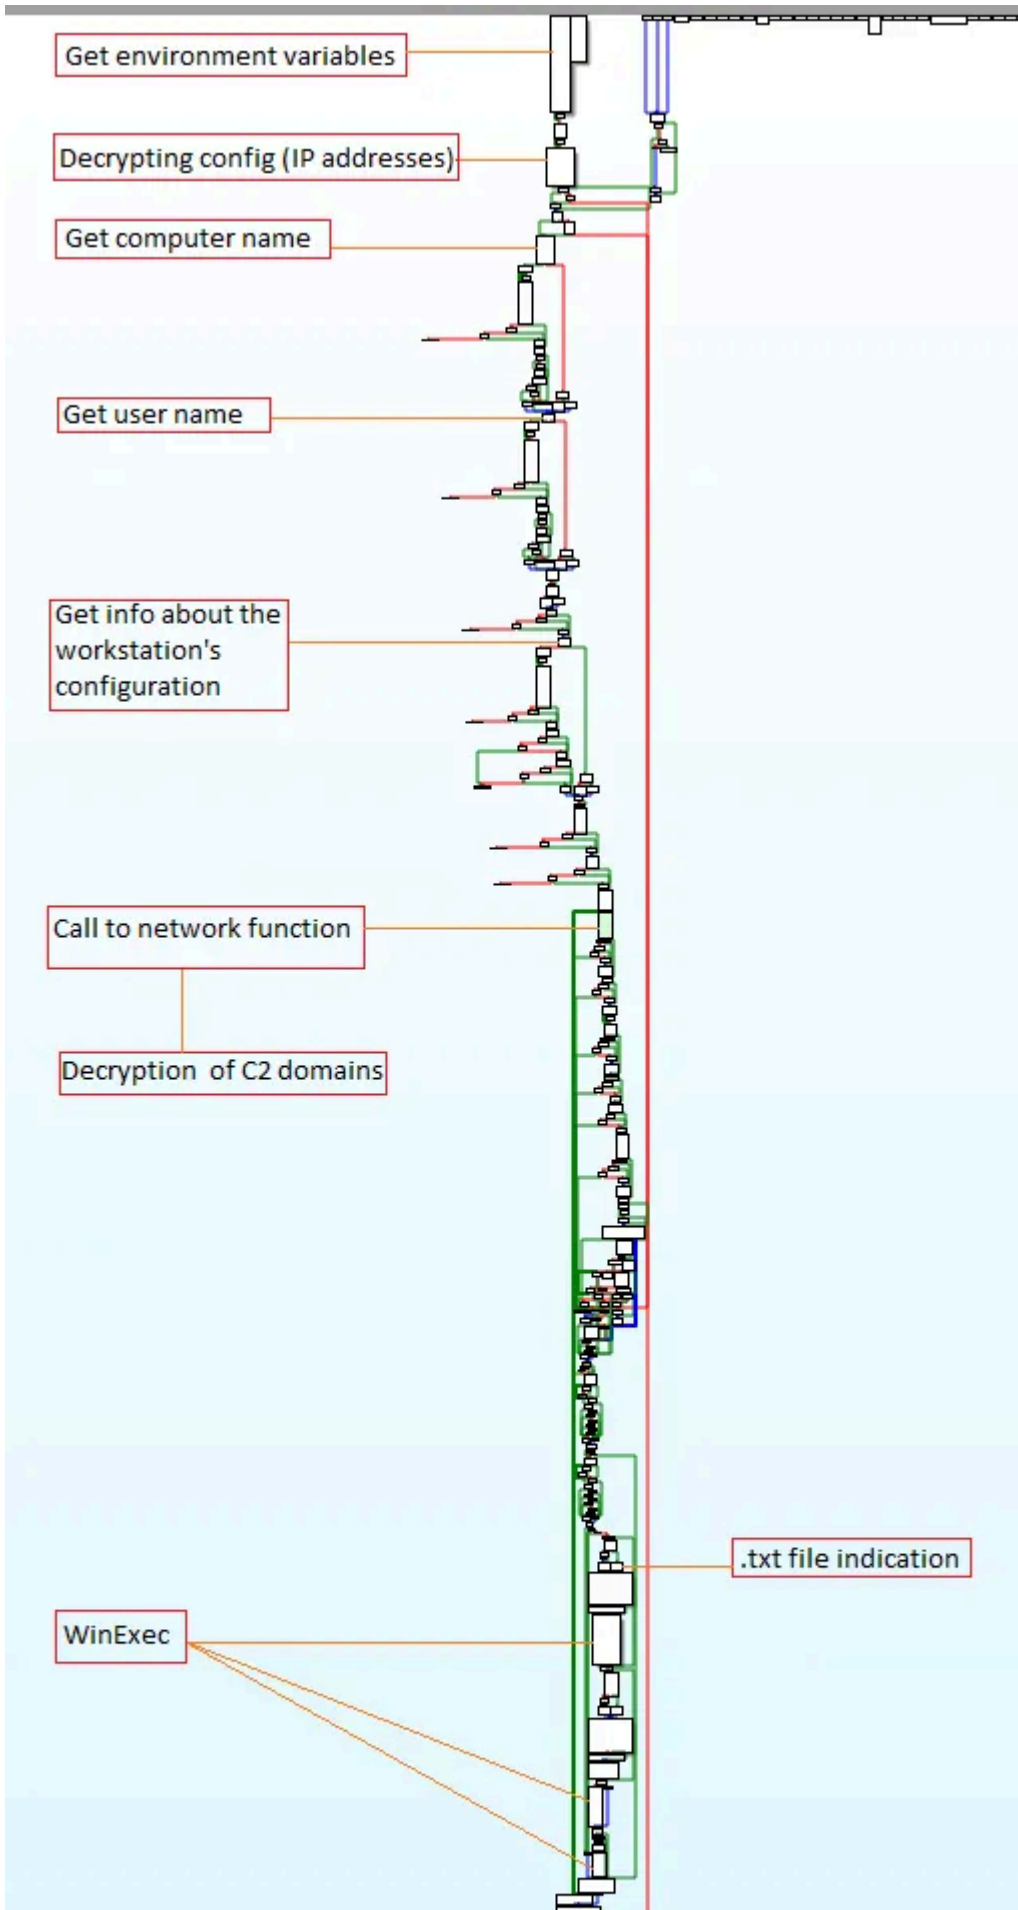 Get environment variables
Decrypting config (IP addresses)
Get computer name
Get user name
Get info about the
workstation's
configuration
Call to network function
Decryption of C2 domains
.txt file indication
WinExec